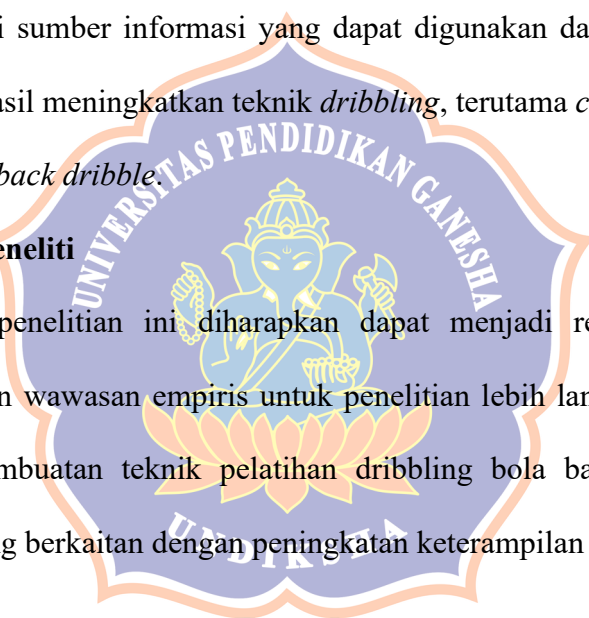 i sumber informasi yang dapat digunakan da
asil meningkatkan teknik dribbling, terutama c
back dribble.
UNIVERSITAS PENDIDIKAN GANESHA
eneliti
penelitian ini diharapkan dapat menjadi re
n wawasan empiris untuk penelitian lebih lan
mbuatan teknik pelatihan dribbling bola ba
g berkaitan dengan peningkatan keterampilan
UNDIKSHA